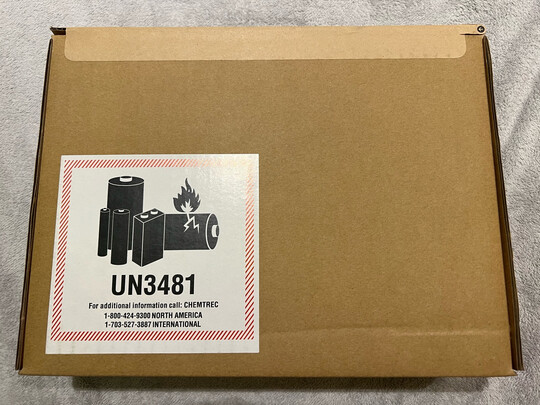 UN3481
For additional information call: CHEMTREC
1-800-424-9300 NORTH AMERICA
1-703-527-3887 INTERNATIONAL